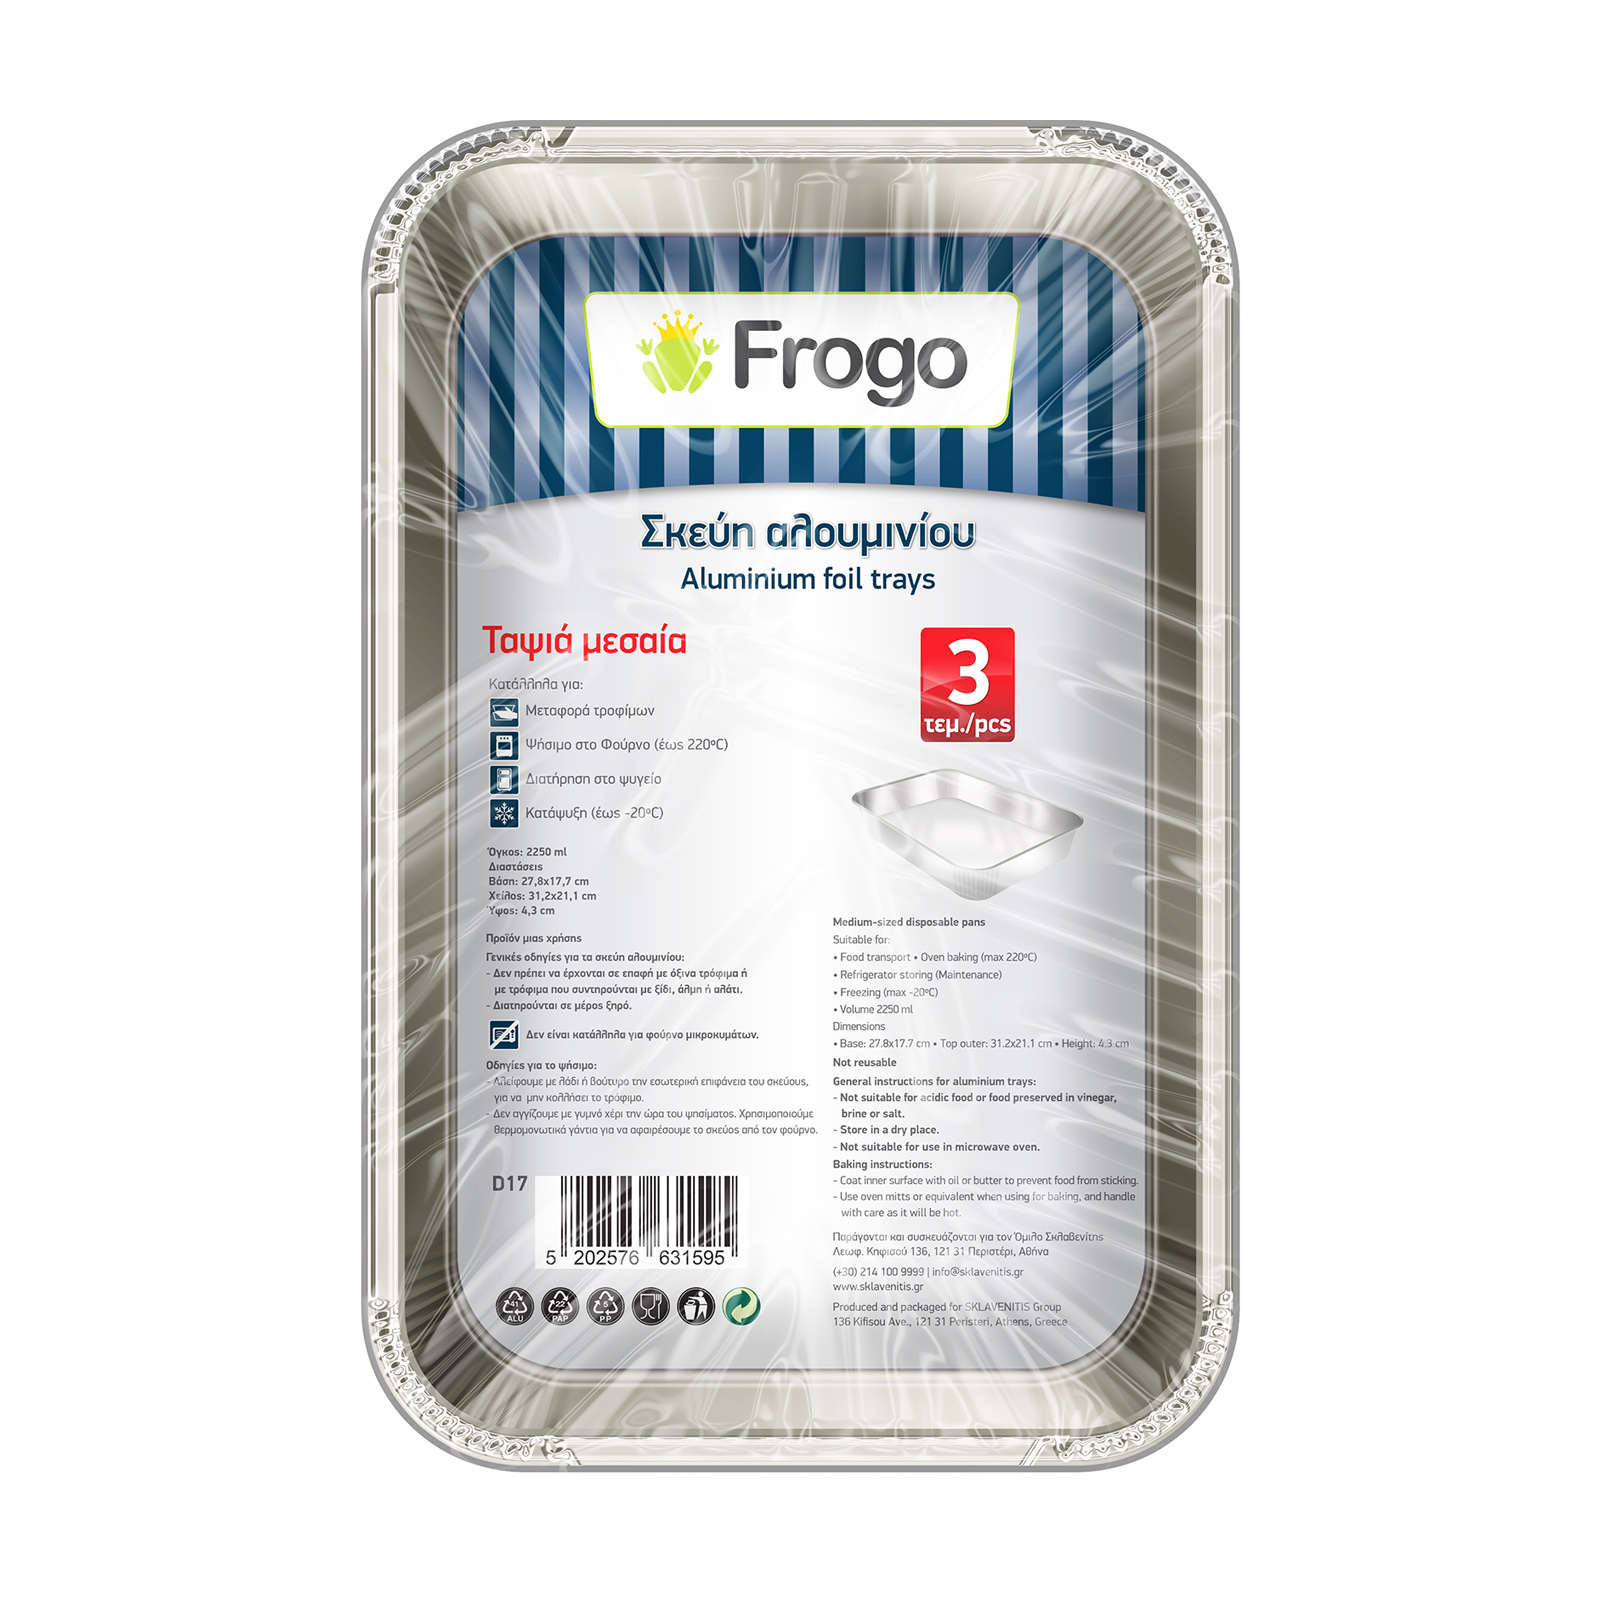 Frogo
Σκεύη αλουμινίου
Aluminium foil trays
Ταψιά μεσαία
3
τεμ./pcs
Κατάλληλα για:
Μεταφορά τροφίμων
Ψήσιμο στο Φούρνο (έως 220ºC)
Διατήρηση στο ψυγείο
Κατάψυξη (έως -20ºC)
Όγκος: 2250 ml
Διαστάσεις
Βάση: 27,8x17,7 cm
Χείλος: 31,2x21,1 cm
Ύψος: 4,3 cm
Προϊόν μιας χρήσης
Γενικές οδηγίες για τα σκεύη αλουμινίου:
- Δεν πρέπει να έρχονται σε επαφή με όξινα τρόφιμα ή
με τρόφιμα που συντηρούνται με ξίδι, άλμη ή αλάτι.
- Διατηρούνται σε μέρος ξηρό.
Δεν είναι κατάλληλα για φούρνο μικροκυμάτων.
Οδηγίες για το ψήσιμο:
- Αλείφουμε με λάδι ή βούτυρο την εσωτερική επιφάνεια του σκεύους,
για να μην κολλήσει το τρόφιμο.
- Δεν αγγίζουμε με γυμνό χέρι την ώρα του ψησίματος. Χρησιμοποιούμε
θερμομονωτικά γάντια για να αφαιρέσουμε το σκεύος από τον φούρνο.
D17
5 202576 631595
41
ALU
22
PAP
5
PP
Medium-sized disposable pans
Suitable for:
• Food transport • Oven baking (max 220ºC)
• Refrigerator storing (Maintenance)
• Freezing (max -20ºC)
• Volume 2250 ml
Dimensions
• Base: 27.8x17.7 cm • Top outer: 31.2x21.1 cm • Height: 4.3 cm
Not reusable
General instructions for aluminium trays:
- Not suitable for acidic food or food preserved in vinegar,
brine or salt.
- Store in a dry place.
- Not suitable for use in microwave oven.
Baking instructions:
- Coat inner surface with oil or butter to prevent food from sticking.
- Use oven mitts or equivalent when using for baking, and handle
with care as it will be hot.
Παράγονται και συσκευάζονται για τον Όμιλο Σκλαβενίτης
Λεωφ. Κηφισού 136, 121 31 Περιστέρι, Αθήνα
(+30) 214 100 9999 | info@sklavenitis.gr
www.sklavenitis.gr
Produced and packaged for SKLAVENITIS Group
136 Kifisou Ave., 121 31 Peristeri, Athens, Greece